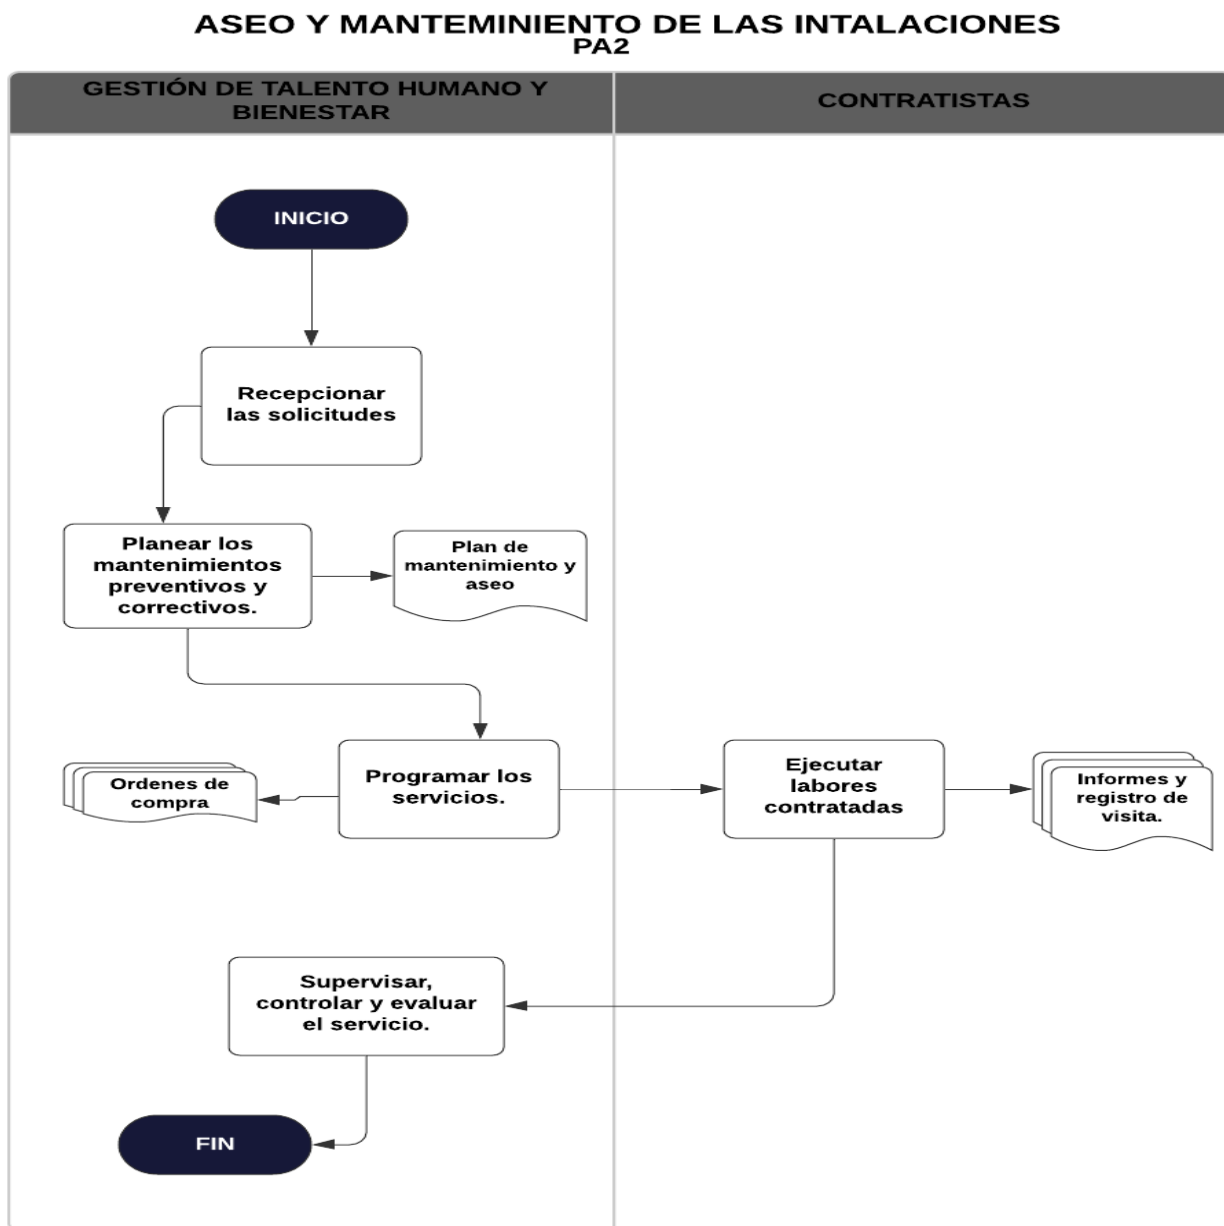 ASEO Y MANTEMINIENTO DE LAS INTALACIONES
PA2
GESTIÓN DE TALENTO HUMANO Y
BIENESTAR
CONTRATISTAS
INICIO
Recepcionar
las solicitudes
Planear los
mantenimientos
preventivos y
correctivos.
Plan de
mantenimiento y
aseo
Ordenes de
compra
Programar los
servicios.
Ejecutar
labores
contratadas
Informes y
registro de
visita.
Supervisar,
controlar y evaluar
el servicio.
FIN